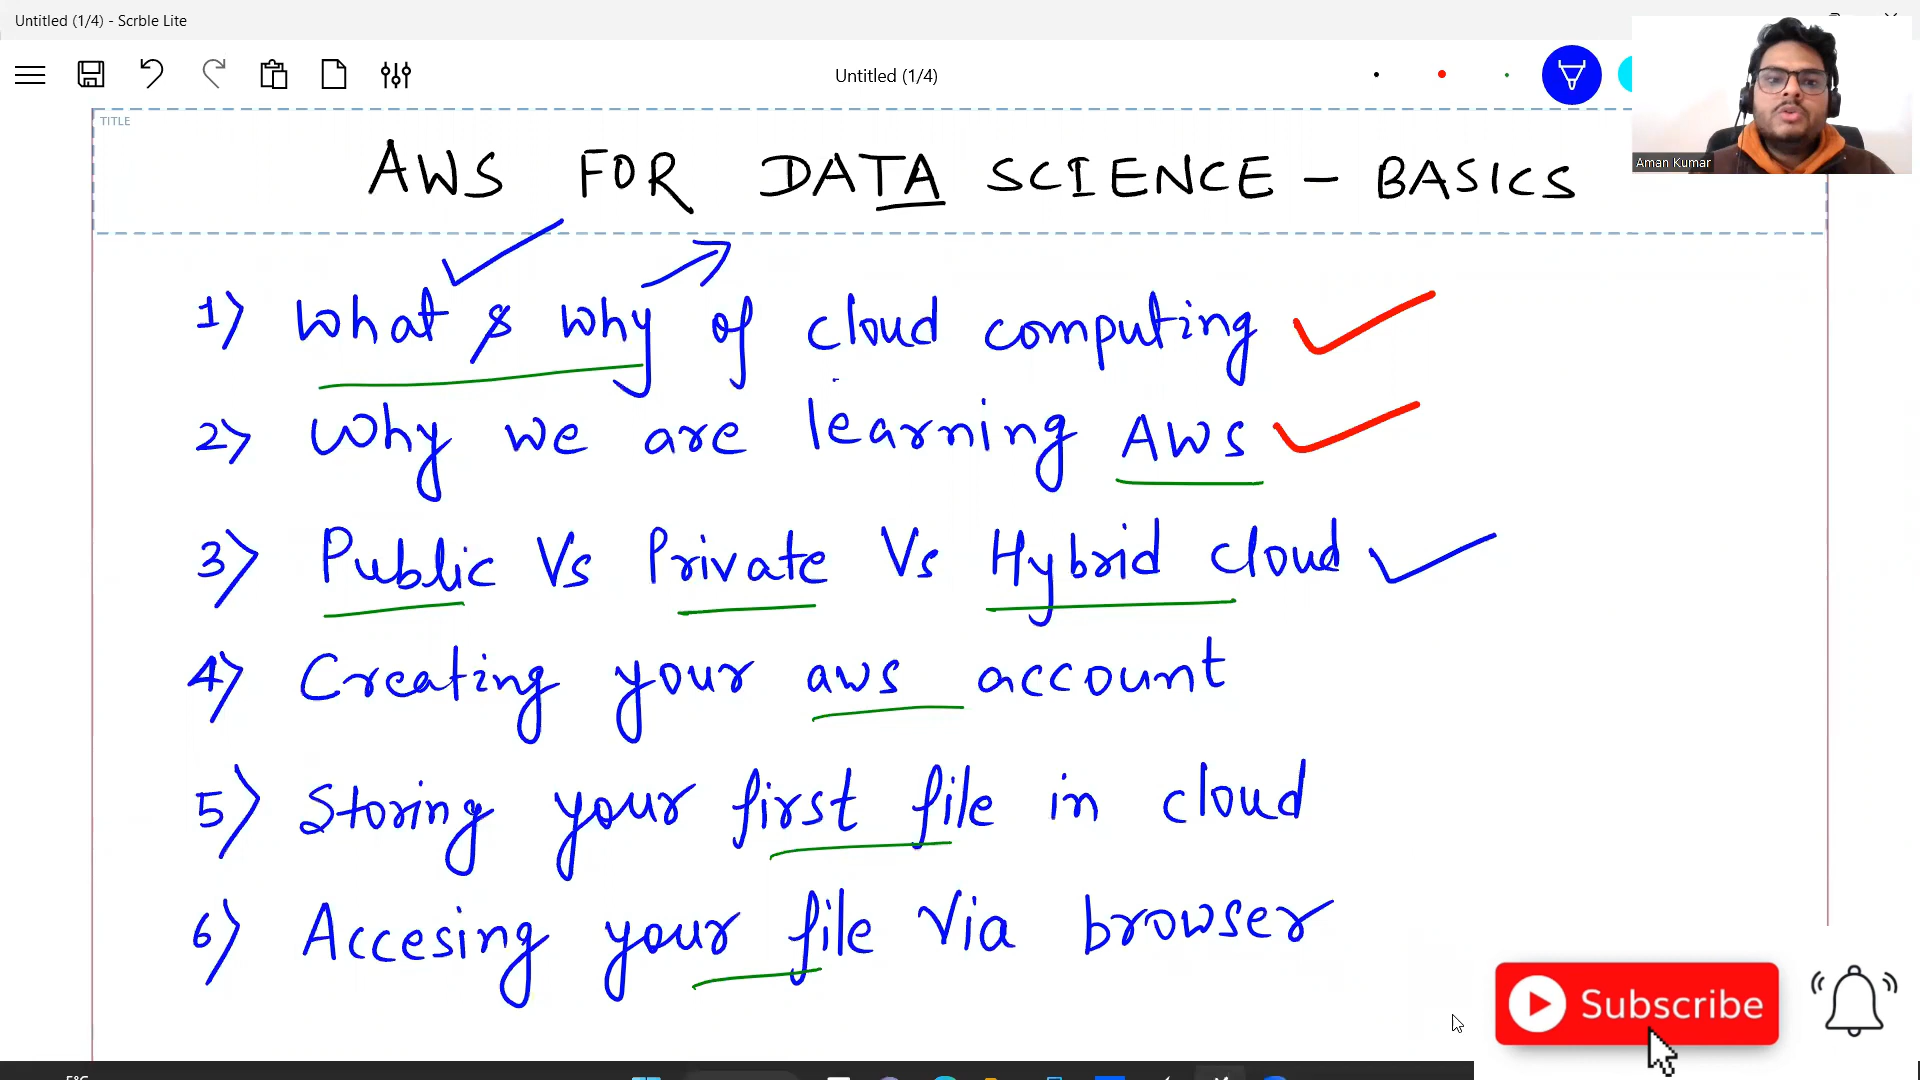 Untitled (1/4) - Scrble Lite
Untitled (1/4)
TITLE
AWS FOR DATA SCIENCE - BASICS
Aman Kumar
1) What & why of cloud computing
2) Why we are learning AWS
3) Public Vs Private Vs Hybrid cloud
4) Creating your aws account
5) Storing your first file in cloud
6) Accesing your file via browser
Subscribe